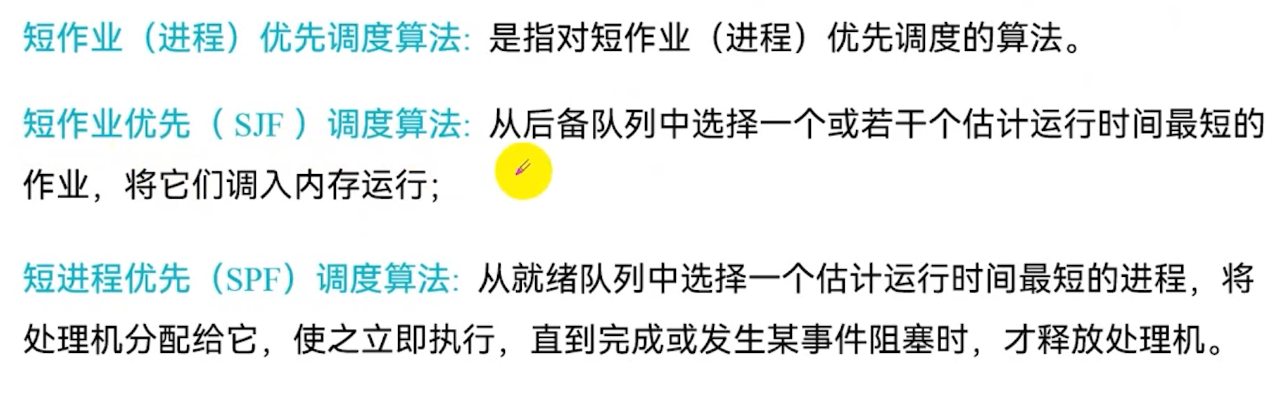 短作业（进程）优先调度算法：是指对短作业（进程）优先调度的算法。
短作业优先（ SJF ）调度算法：从后备队列中选择一个或若干个估计运行时间最短的
作业，将它们调入内存运行；
短进程优先（SPF）调度算法：从就绪队列中选择一个估计运行时间最短的进程，将
处理机分配给它，使之立即执行，直到完成或发生某事件阻塞时，才释放处理机。